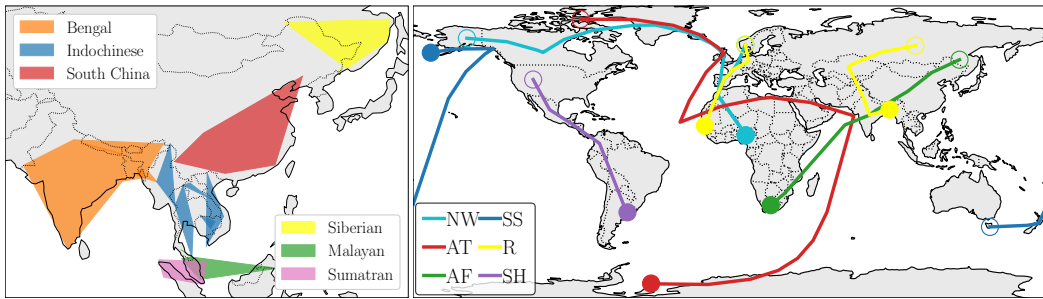 Bengal
Indochinese
South China
Siberian
Malayan
Sumatran
NW SS
AT R
AF SH